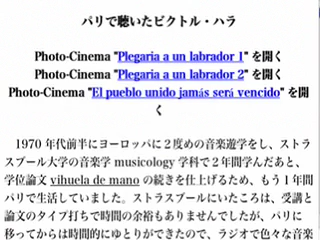 パリで聴いたビクトル・ハラ
Photo-Cinema "Plegaria a un labrador 1" を開く
Photo-Cinema "Plegaria a un labrador 2" を開く
Photo-Cinema "El pueblo unido jamás será vencido" を開
く
1970 年代前半にヨーロッパに２度めの音楽遊学をし、ストラ
スブール大学の音楽学 musicology 学科で２年間学んだあと、
学位論文 vihuela de mano の続きを仕上げるため、もう１年間
パリで生活していました。ストラスブールにいたころは、受講と
論文のタイプ打ちで時間の余裕もありませんでしたが、パリに
移ってからは時間的にゆとりができたので、ラジオで色々な音楽